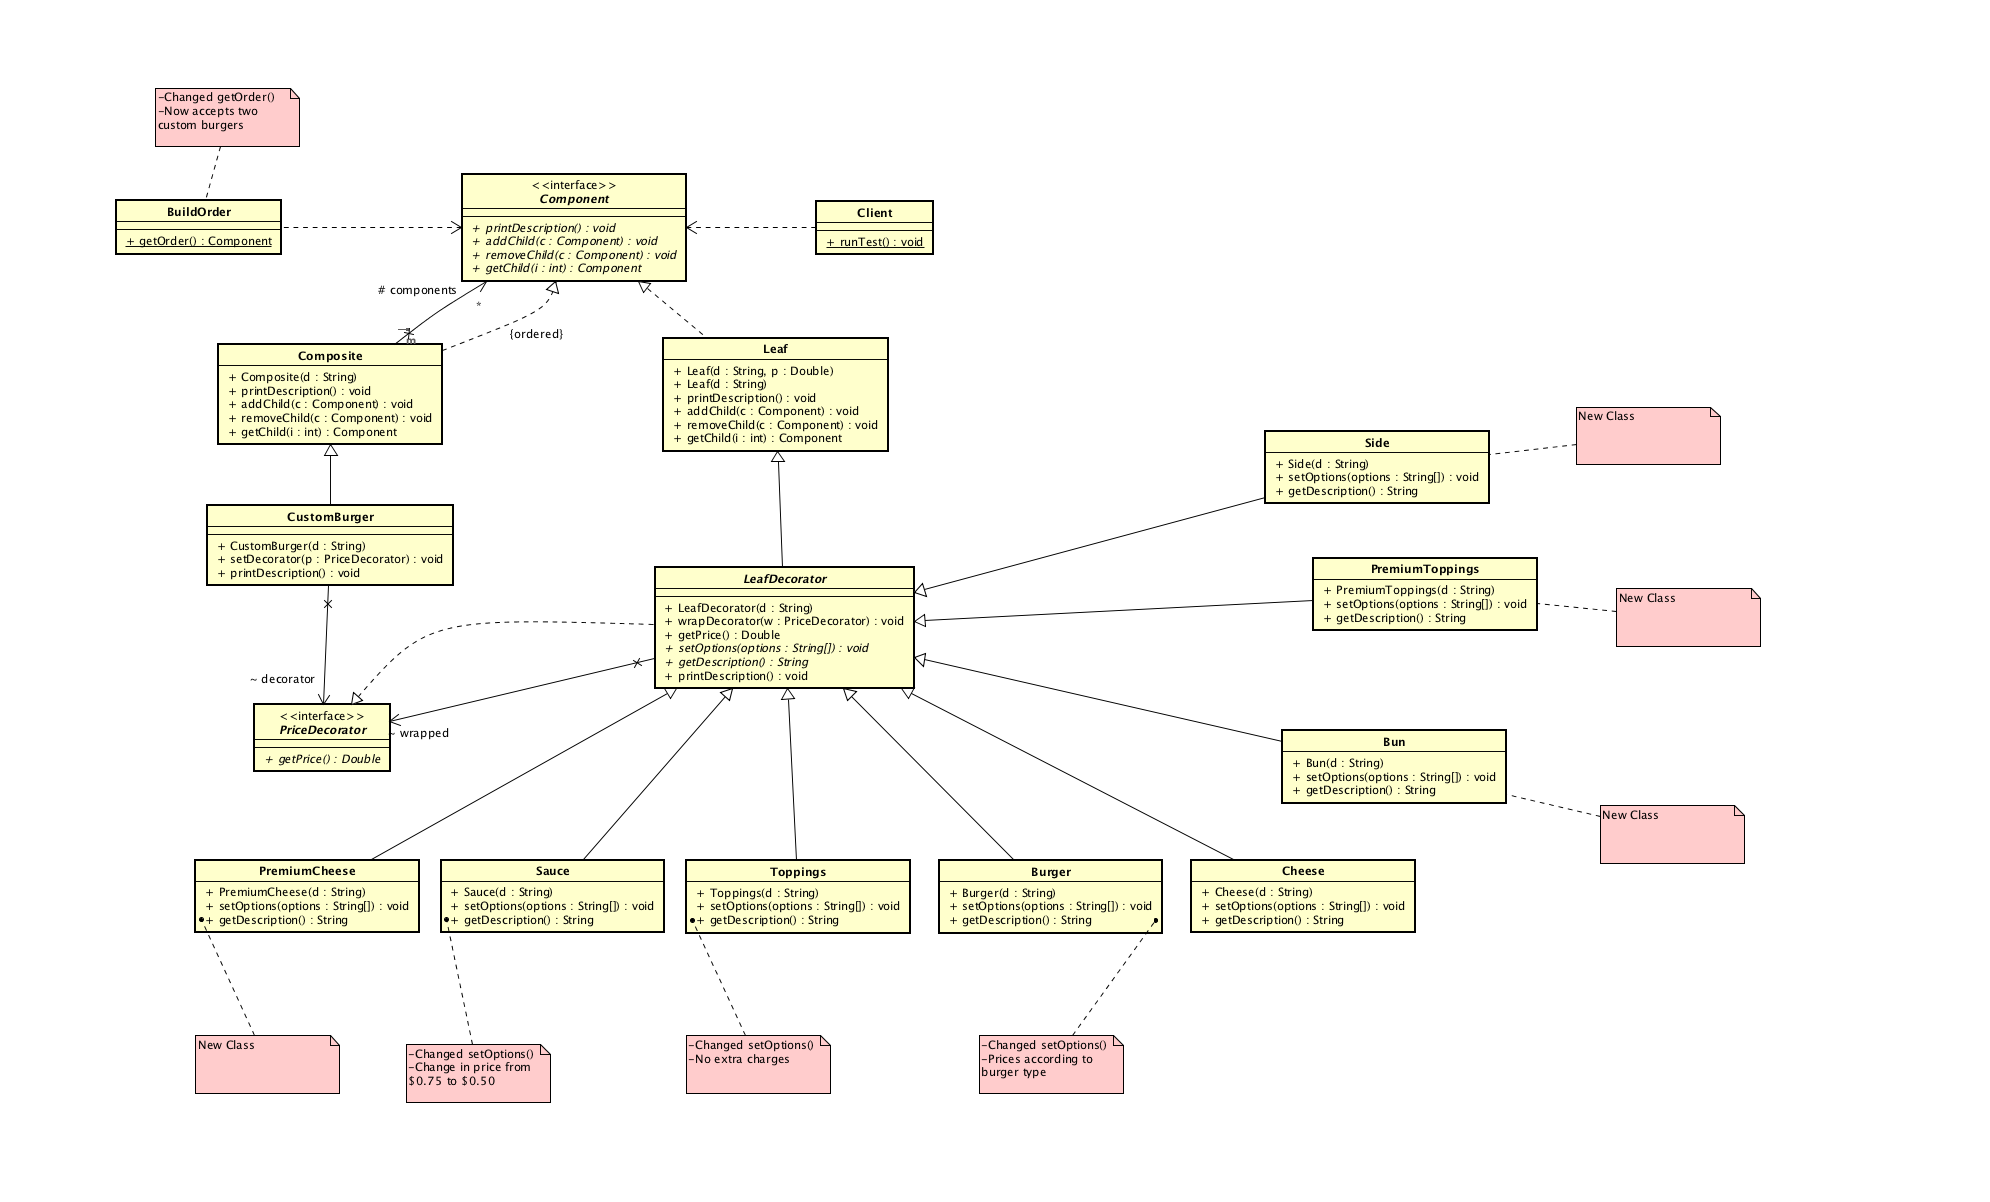 -Changed getOrder()
-Now accepts two
custom burgers
BuildOrder
+ getOrder() : Component
<<interface>>
Component
+ printDescription() : void
+ addChild(c : Component) : void
+ removeChild(c : Component) : void
+ getChild(i : int) : Component
Client
+ runTest() : void
# components
*
{ordered}
Composite
+ Composite(d : String)
+ printDescription() : void
+ addChild(c : Component) : void
+ removeChild(c : Component) : void
+ getChild(i : int) : Component
Leaf
+ Leaf(d : String, p : Double)
+ Leaf(d : String)
+ printDescription() : void
+ addChild(c : Component) : void
+ removeChild(c : Component) : void
+ getChild(i : int) : Component
Side
+ Side(d : String)
+ setOptions(options : String[]) : void
+ getDescription() : String
New Class
CustomBurger
+ CustomBurger(d : String)
+ setDecorator(p : PriceDecorator) : void
+ printDescription() : void
LeafDecorator
+ LeafDecorator(d : String)
+ wrapDecorator(w : PriceDecorator) : void
+ getPrice() : Double
+ setOptions(options : String[]) : void
+ getDescription() : String
+ printDescription() : void
PremiumToppings
+ PremiumToppings(d : String)
+ setOptions(options : String[]) : void
+ getDescription() : String
New Class
~ decorator
<<interface>>
PriceDecorator
+ getPrice() : Double
~ wrapped
Bun
+ Bun(d : String)
+ setOptions(options : String[]) : void
+ getDescription() : String
New Class
PremiumCheese
+ PremiumCheese(d : String)
+ setOptions(options : String[]) : void
+ getDescription() : String
Sauce
+ Sauce(d : String)
+ setOptions(options : String[]) : void
+ getDescription() : String
Toppings
+ Toppings(d : String)
+ setOptions(options : String[]) : void
+ getDescription() : String
Burger
+ Burger(d : String)
+ setOptions(options : String[]) : void
+ getDescription() : String
Cheese
+ Cheese(d : String)
+ setOptions(options : String[]) : void
+ getDescription() : String
New Class
-Changed setOptions()
-Change in price from
$0.75 to $0.50
-Changed setOptions()
-No extra charges
-Changed setOptions()
-Prices according to
burger type